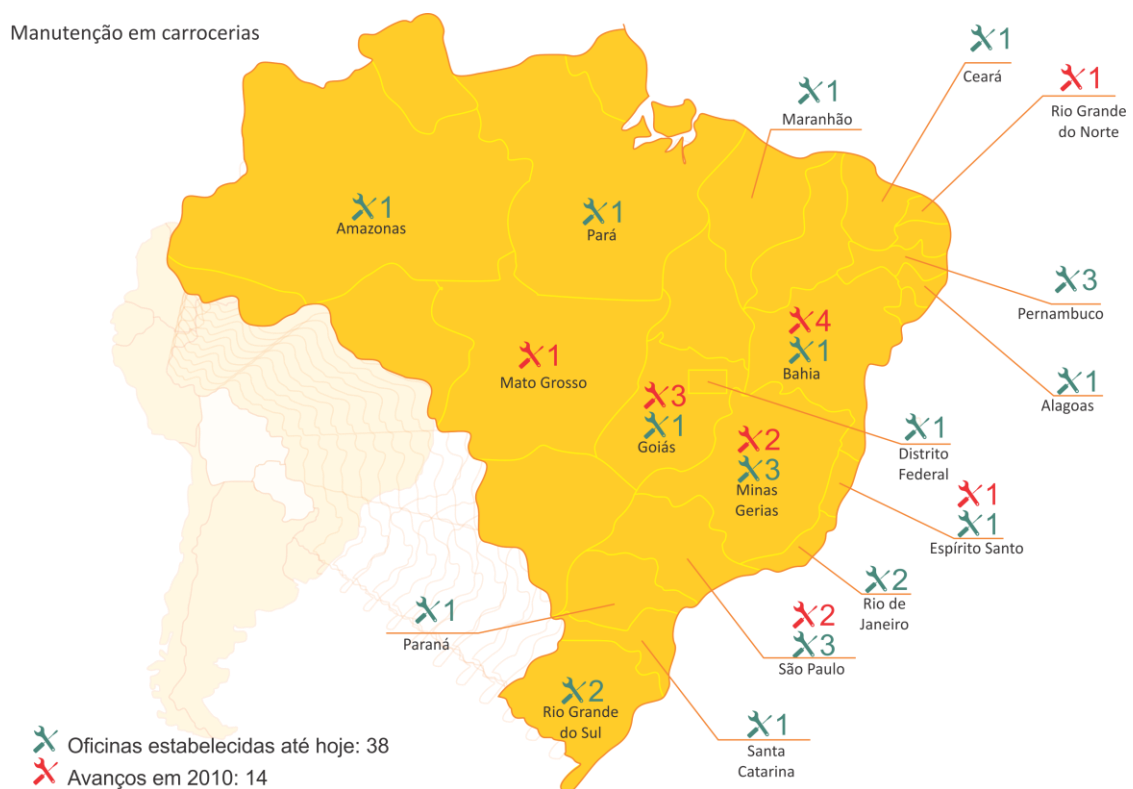 Manutenção em carrocerias
1
Ceará
1
Rio Grande
do Norte
1
Maranhão
1
Amazonas
1
Pará
3
Pernambuco
4
1
Bahia
1
Mato Grosso
3
1
Goiás
1
Alagoas
2
3
Minas
Gerias
1
Distrito
Federal
1
1
Espírito Santo
2
Rio de
Janeiro
1
Paraná
2
3
São Paulo
2
Rio Grande
do Sul
1
Santa
Catarina
Oficinas estabelecidas até hoje: 38
Avanços em 2010: 14